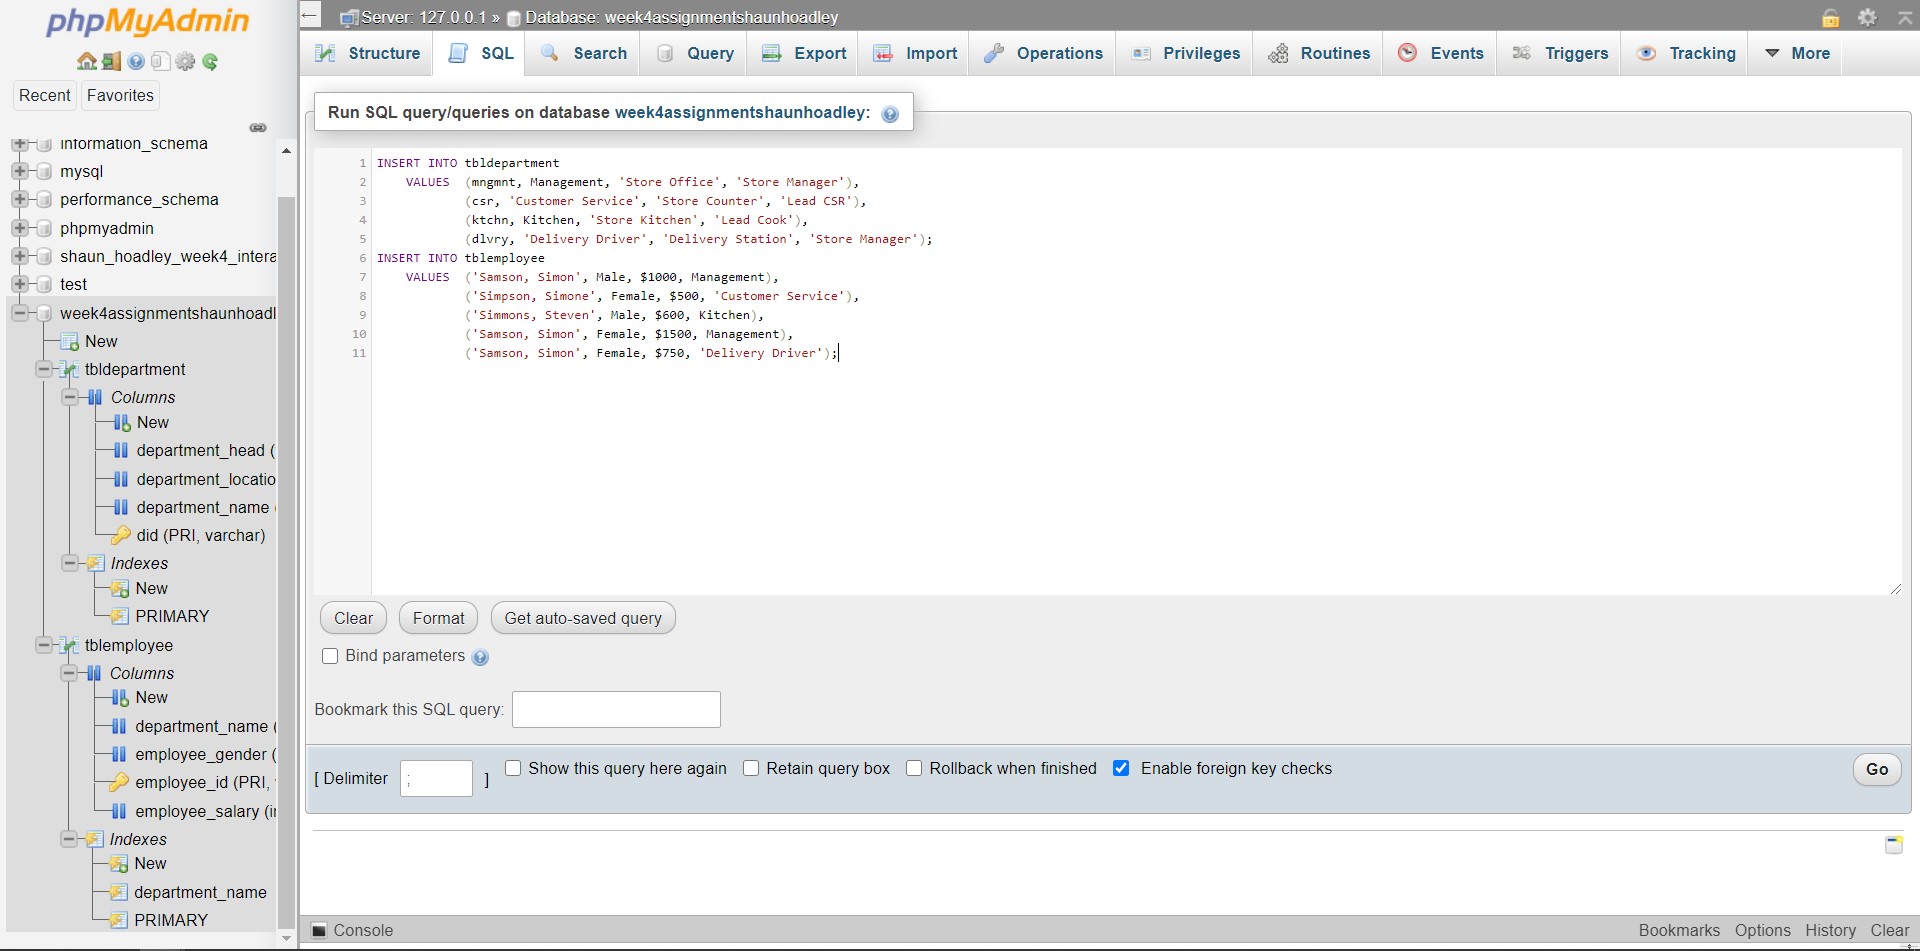 phpMyAdmin
Recent Favorites
information_schema
mysql
performance_schema
phpmyadmin
shaun_hoadley_week4_intera
test
week4assignmentshaunhoadl
New
tbldepartment
Columns
New
department_head (
department_locatio
department_name
did (PRI, varchar)
Indexes
New
PRIMARY
tblemployee
Columns
New
department_name (
employee_gender (
employee_id (PRI,
employee_salary (i
Indexes
New
department_name
PRIMARY
Server: 127.0.0.1 » Database: week4assignmentshaunhoadley
Structure SQL Search Query Export Import Operations Privileges Routines Events Triggers Tracking More
Run SQL query/queries on database week4assignmentshaunhoadley:
1 INSERT INTO tbldepartment
2 VALUES (mngmnt, Management, 'Store Office', 'Store Manager'),
3 (csr, 'Customer Service', 'Store Counter', 'Lead CSR'),
4 (ktchn, Kitchen, 'Store Kitchen', 'Lead Cook'),
5 (dlvry, 'Delivery Driver', 'Delivery Station', 'Store Manager');
6 INSERT INTO tblemployee
7 VALUES ('Samson, Simon', Male, $1000, Management),
8 ('Simpson, Simone', Female, $500, 'Customer Service'),
9 ('Simmons, Steven', Male, $600, Kitchen),
10 ('Samson, Simon', Female, $1500, Management),
11 ('Samson, Simon', Female, $750, 'Delivery Driver');
Clear Format Get auto-saved query
Bind parameters
Bookmark this SQL query:
[ Delimiter ; ] Show this query here again Retain query box Rollback when finished Enable foreign key checks Go
Console Bookmarks Options History Clear